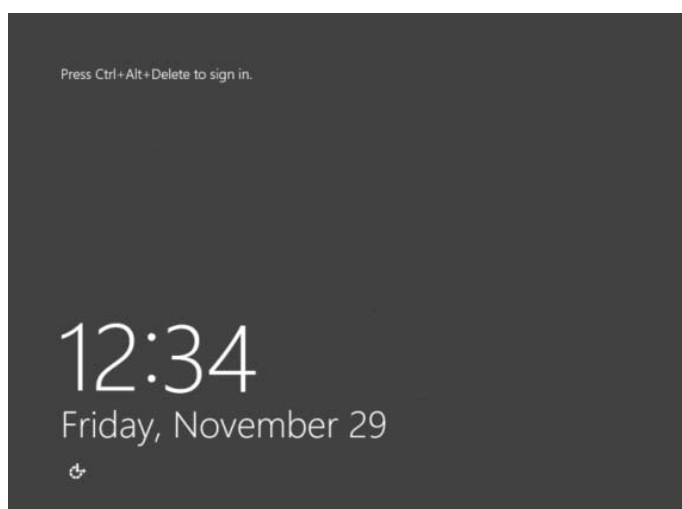 Press Ctrl+Alt+Delete to sign in.
12:34
Friday, November 29